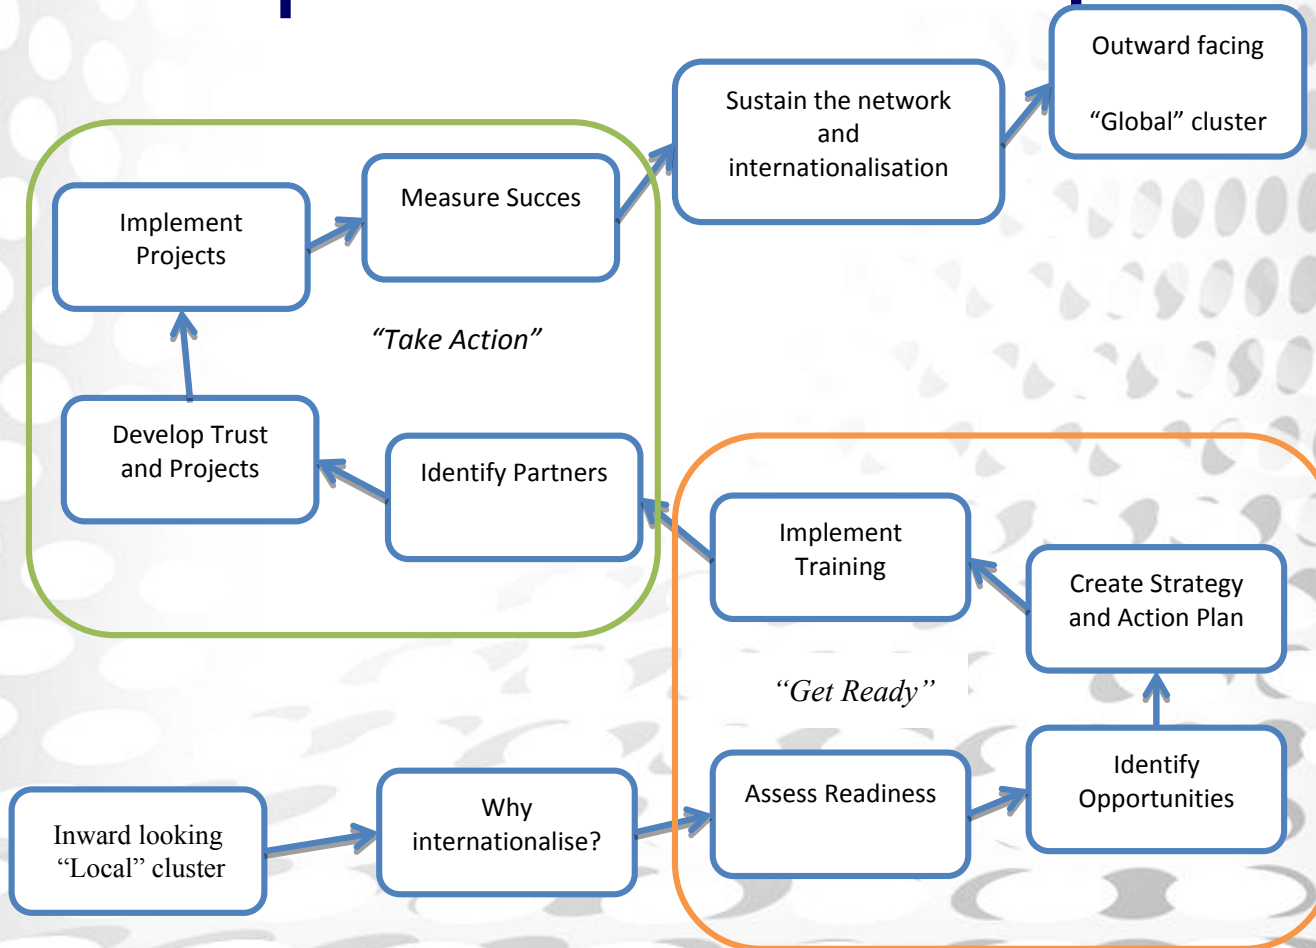 Outward facing
“Global” cluster
Sustain the network
and
internationalisation
Measure Succes
Implement
Projects
“Take Action”
Develop Trust
and Projects
Identify Partners
Implement
Training
Create Strategy
and Action Plan
“Get Ready”
Identify
Opportunities
Assess Readiness
Why
internationalise?
Inward looking
“Local” cluster